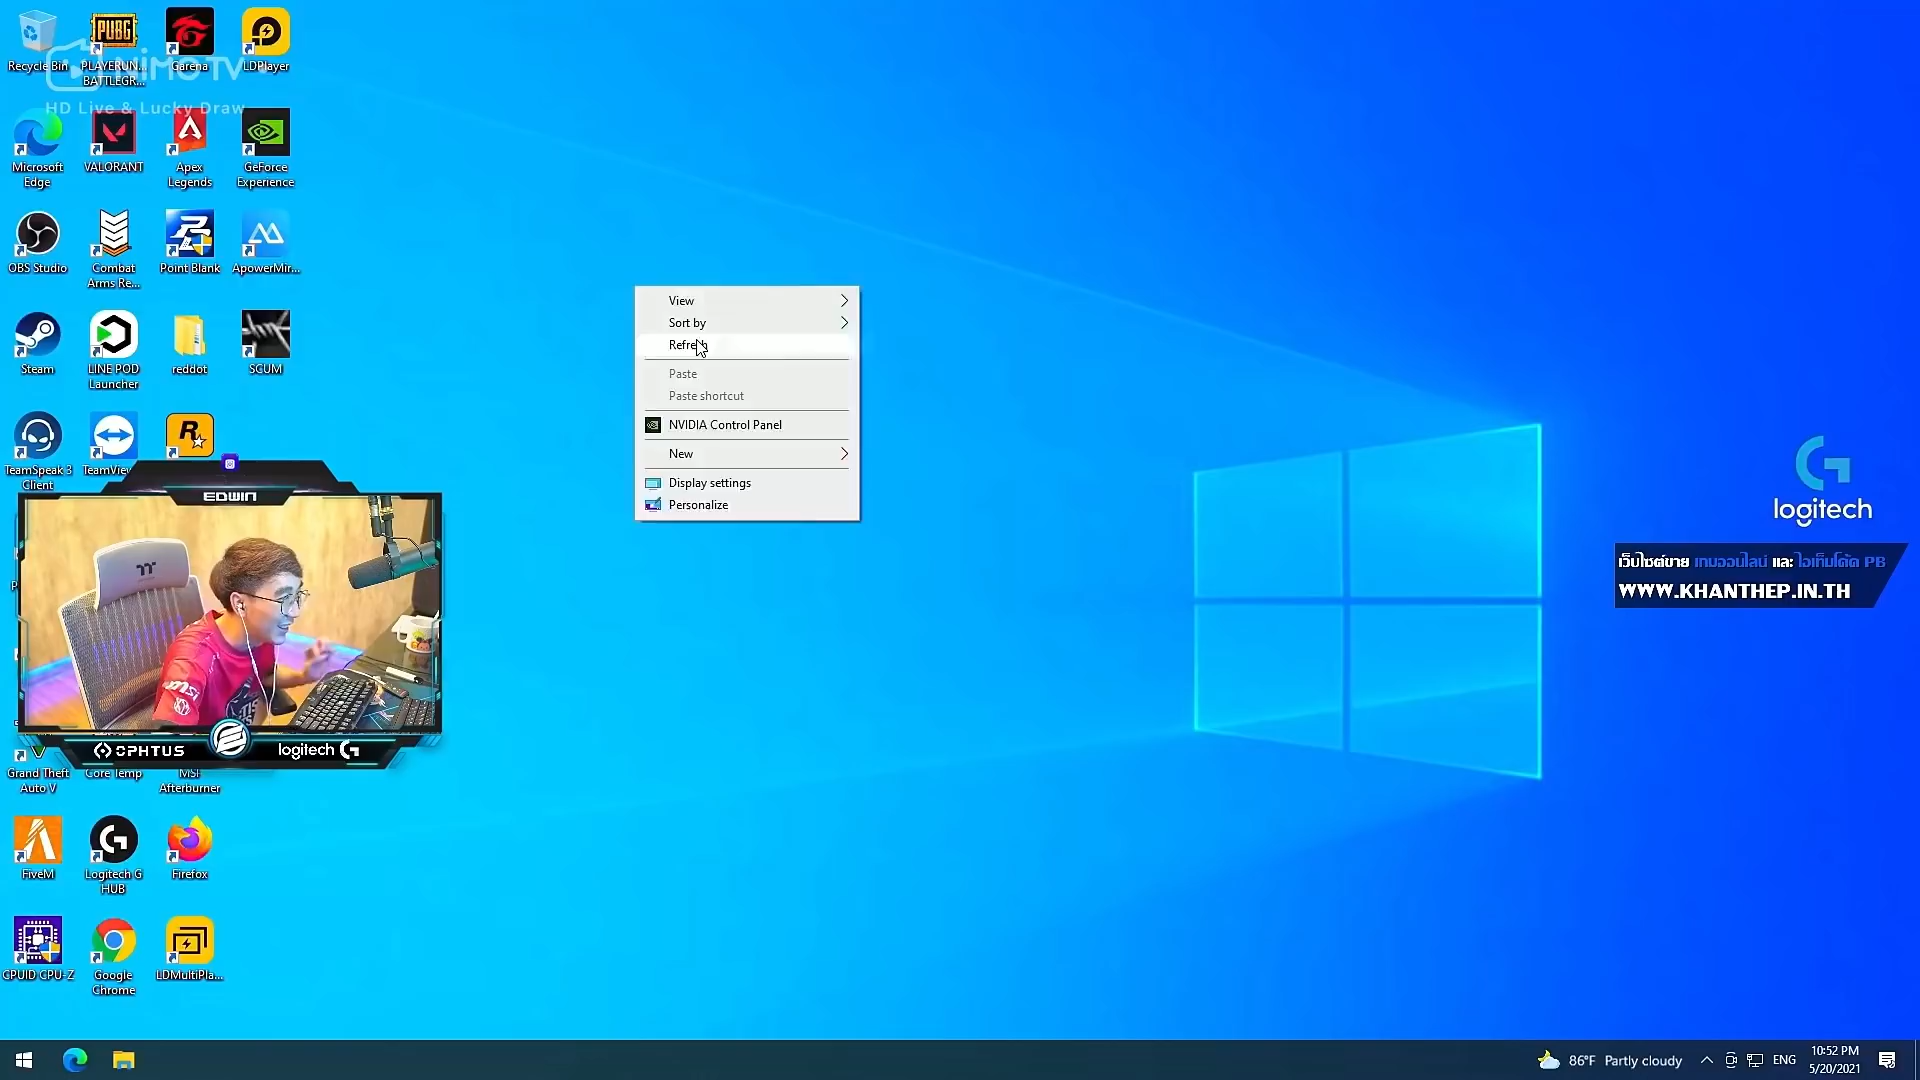 Recycle Bin
PLAYERUN...
BATTLEGR...
Garena
LDPlayer
NiMO TV
HD Live & Lucky Draw
Microsoft
Edge
VALORANT
Apex
Legends
GeForce
Experience
OBS Studio
Combat
Arms Re...
Point Blank
ApowerMir...
Steam
LINE POD
Launcher
reddot
SCUM
TeamSpeak 3
Client
TeamView
View
Sort by
Refresh
Paste
Paste shortcut
NVIDIA Control Panel
New
Display settings
Personalize
EDWIN
OPHTUS
logitech G
logitech
เว็บไซต์ขาย เกมออนไลน์ และ ไอเท็มโค้ด PB
WWW.KHANTHEP.IN.TH
Grand Theft
Auto V
Core Temp
MSI
Afterburner
FiveM
Logitech G
HUB
Firefox
CPUID CPU-Z
Google
Chrome
LDMultiPla...
86°F Partly cloudy
ENG
10:52 PM
5/20/2021